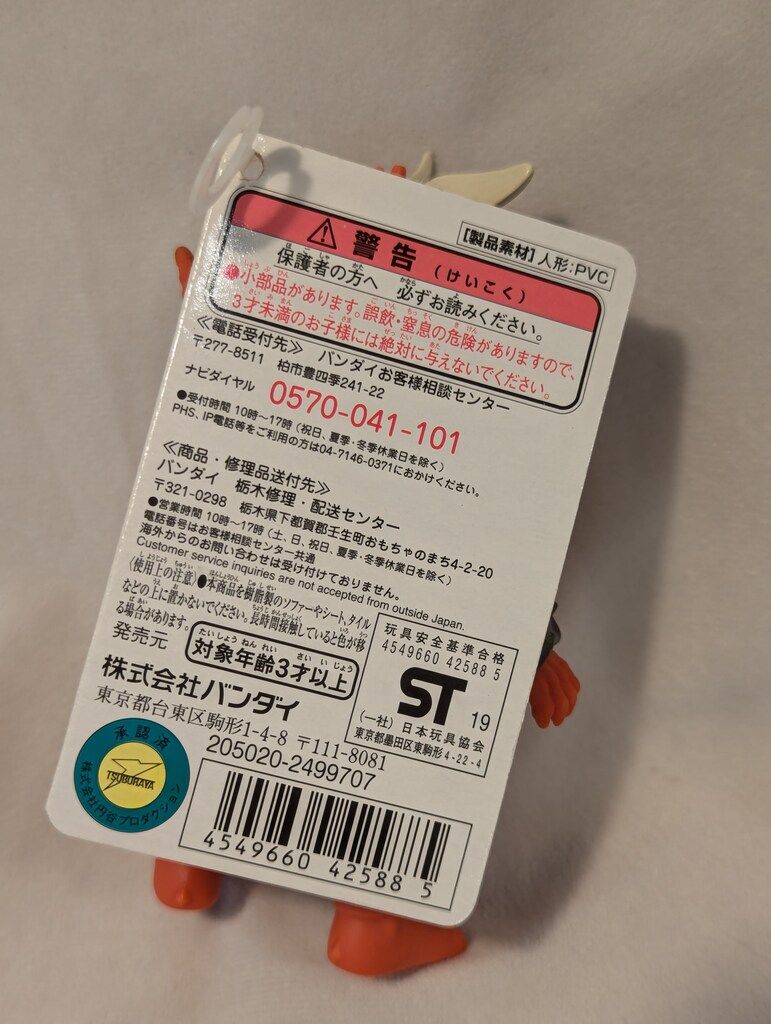 [製品素材]人形:PVC
警告 (けいこく)
保護者の方へ 必ずお読みください。
●小部品があります。誤飲・窒息の危険がありますので、
3才未満のお子様には絶対に与えないでください。
≪電話受付先≫ バンダイお客様相談センター
〒277-8511 柏市豊四季241-22
ナビダイヤル 0570-041-101
●受付時間 10時〜17時(祝日、夏季・冬季休業日を除く)
PHS、IP電話等をご利用の方は04-7146-0371におかけください。
≪商品・修理品送付先≫
バンダイ 栃木修理・配送センター
〒321-0298 栃木県下都賀郡壬生町おもちゃのまち4-2-20
●営業時間 10時〜17時(土、日、祝日、夏季・冬季休業日を除く)
電話番号はお客様相談センター共通
海外からのお問い合わせは受け付けておりません。
Customer service inquiries are not accepted from outside Japan.
〈使用上の注意〉●本商品を樹脂製のソファーやシート、タイル
などの上に置かないでください。長時間接触していると色が移
る場合があります。
発売元
対象年齢3才以上
たいしょうねんれい さい いじょう
株式会社バンダイ
東京都台東区駒形1-4-8 〒111-8081
205020-2499707
玩具安全基準合格
4549660 42588 5
ST 19
(一社) 日本玩具協会
東京都墨田区東駒形4-22-4
承認済
TSUBURAYA
株式会社円谷プロダクション
4549660 42588 5